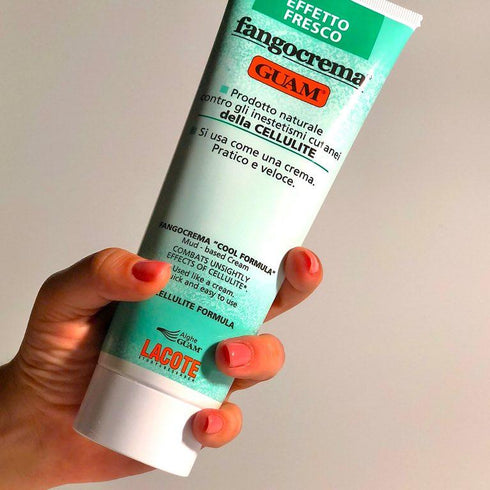 EFFETTO
FRESCO
fangocrema
GUAM®
Prodotto naturale
contro gli inestetismi cutanei
della CELLULITE
Si usa come una crema.
Pratico e veloce.
FANGOCREMA "COOL FORMULA"
Mud - based Cream
COMBATS UNSIGHTLY
EFFECTS OF CELLULITE*.
Used like a cream.
quick and easy to use
CELLULITE FORMULA
Alghe
GUAM®
LACOTE